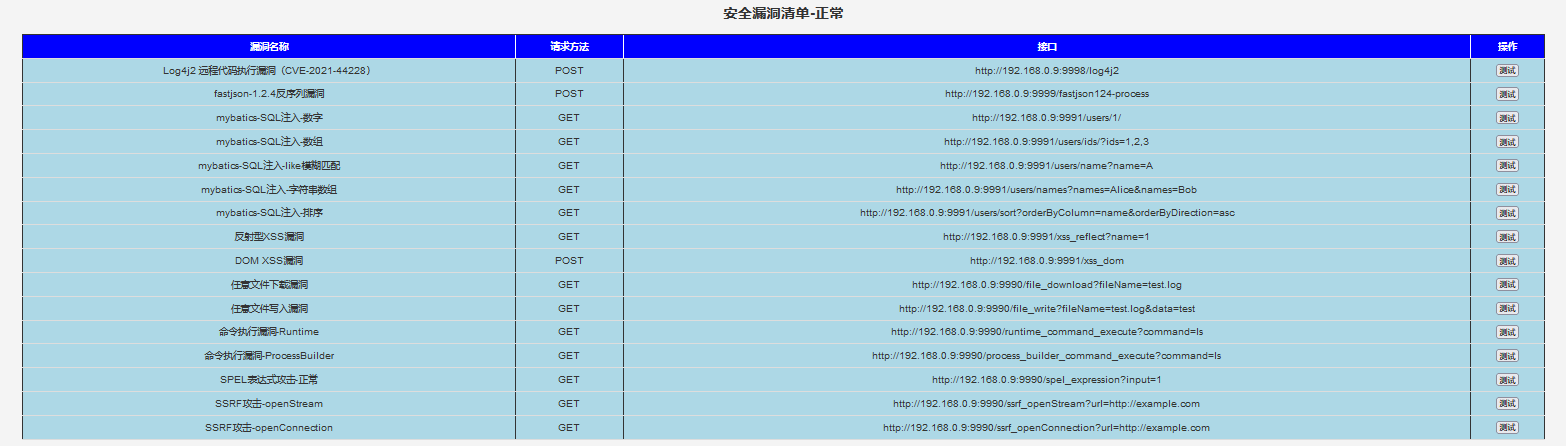 安全漏洞清单-正常
漏洞名称 请求方法 接口 操作
Log4j2 远程代码执行漏洞（CVE-2021-44228） POST http://192.168.0.9:9998/log4j2 测试
fastjson-1.2.4反序列漏洞 POST http://192.168.0.9:9999/fastjson124-process 测试
mybatics-SQL注入-数字 GET http://192.168.0.9:9991/users/1/ 测试
mybatics-SQL注入-数组 GET http://192.168.0.9:9991/users/ids/?ids=1,2,3 测试
mybatics-SQL注入-like模糊匹配 GET http://192.168.0.9:9991/users/name?name=A 测试
mybatics-SQL注入-字符串数组 GET http://192.168.0.9:9991/users/names?names=Alice&names=Bob 测试
mybatics-SQL注入-排序 GET http://192.168.0.9:9991/users/sort?orderByColumn=name&orderByDirection=asc 测试
反射型XSS漏洞 GET http://192.168.0.9:9991/xss_reflect?name=1 测试
DOM XSS漏洞 POST http://192.168.0.9:9991/xss_dom 测试
任意文件下载漏洞 GET http://192.168.0.9:9990/file_download?fileName=test.log 测试
任意文件写入漏洞 GET http://192.168.0.9:9990/file_write?fileName=test.log&data=test 测试
命令执行漏洞-Runtime GET http://192.168.0.9:9990/runtime_command_execute?command=ls 测试
命令执行漏洞-ProcessBuilder GET http://192.168.0.9:9990/process_builder_command_execute?command=ls 测试
SPEL表达式攻击-正常 GET http://192.168.0.9:9990/spel_expression?input=1 测试
SSRF攻击-openStream GET http://192.168.0.9:9990/ssrf_openStream?url=http://example.com 测试
SSRF攻击-openConnection GET http://192.168.0.9:9990/ssrf_openConnection?url=http://example.com 测试